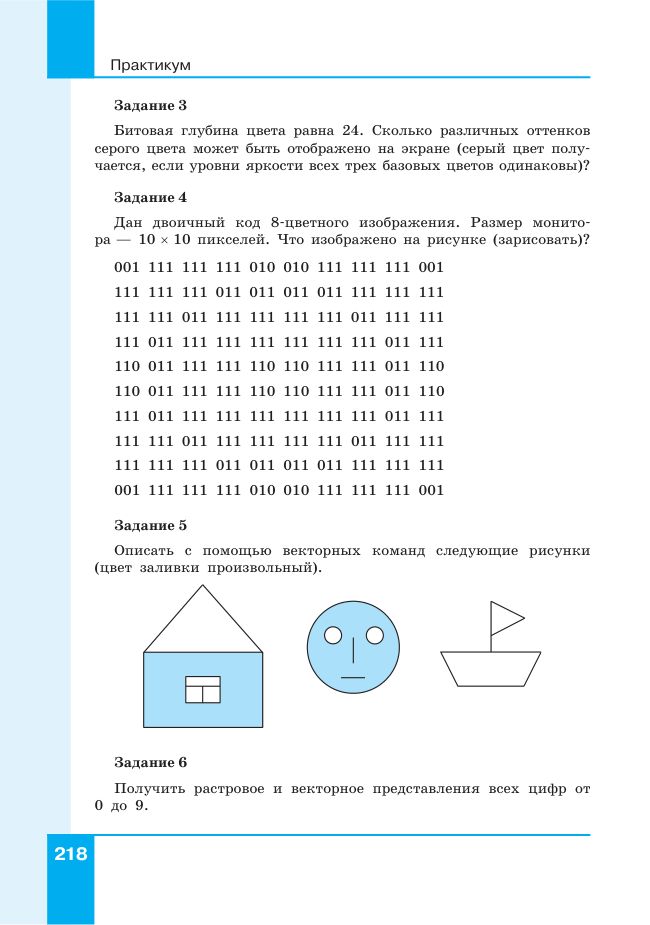 Практикум
Задание 3
Битовая глубина цвета равна 24. Сколько различных оттенков
серого цвета может быть отображено на экране (серый цвет полу-
чается, если уровни яркости всех трех базовых цветов одинаковы)?
Задание 4
Дан двоичный код 8-цветного изображения. Размер монито-
ра — 10 × 10 пикселей. Что изображено на рисунке (зарисовать)?
001 111 111 111 010 010 111 111 111 001
111 111 111 011 011 011 011 111 111 111
111 111 011 111 111 111 111 011 111 111
111 011 111 111 111 111 111 111 011 111
110 011 111 111 110 110 111 111 011 110
110 011 111 111 110 110 111 111 011 110
111 011 111 111 111 111 111 111 011 111
111 111 011 111 111 111 111 011 111 111
111 111 111 011 011 011 011 111 111 111
001 111 111 111 010 010 111 111 111 001
Задание 5
Описать с помощью векторных команд следующие рисунки
(цвет заливки произвольный).
Задание 6
Получить растровое и векторное представления всех цифр от
0 до 9.
218